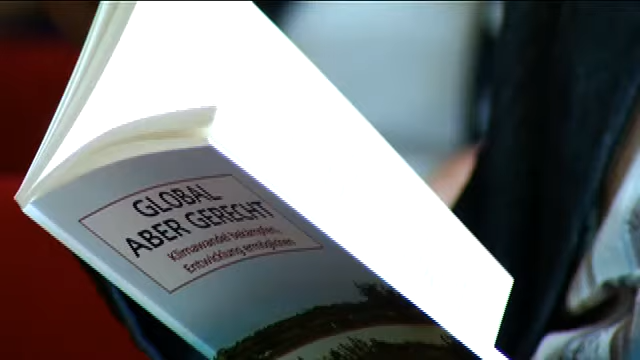 GLOBAL
ABER GERECHT
Klimawandel bekämpfen,
Entwicklung ermöglichen